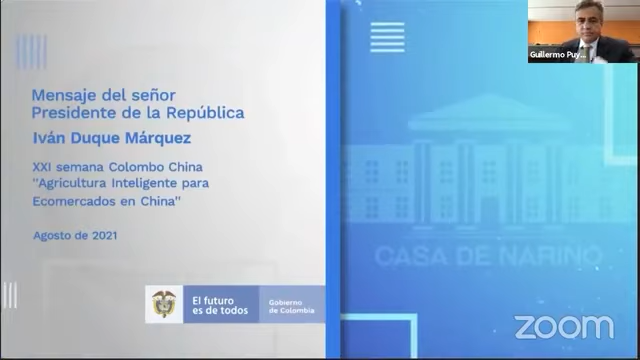 Mensaje del señor
Presidente de la República
Iván Duque Márquez
XXI semana Colombo China
"Agricultura Inteligente para
Ecomercados en China"
Agosto de 2021
El futuro
es de todos
Gobierno
de Colombia
CASA DE NARIÑO
Guillermo Puy...
zoom